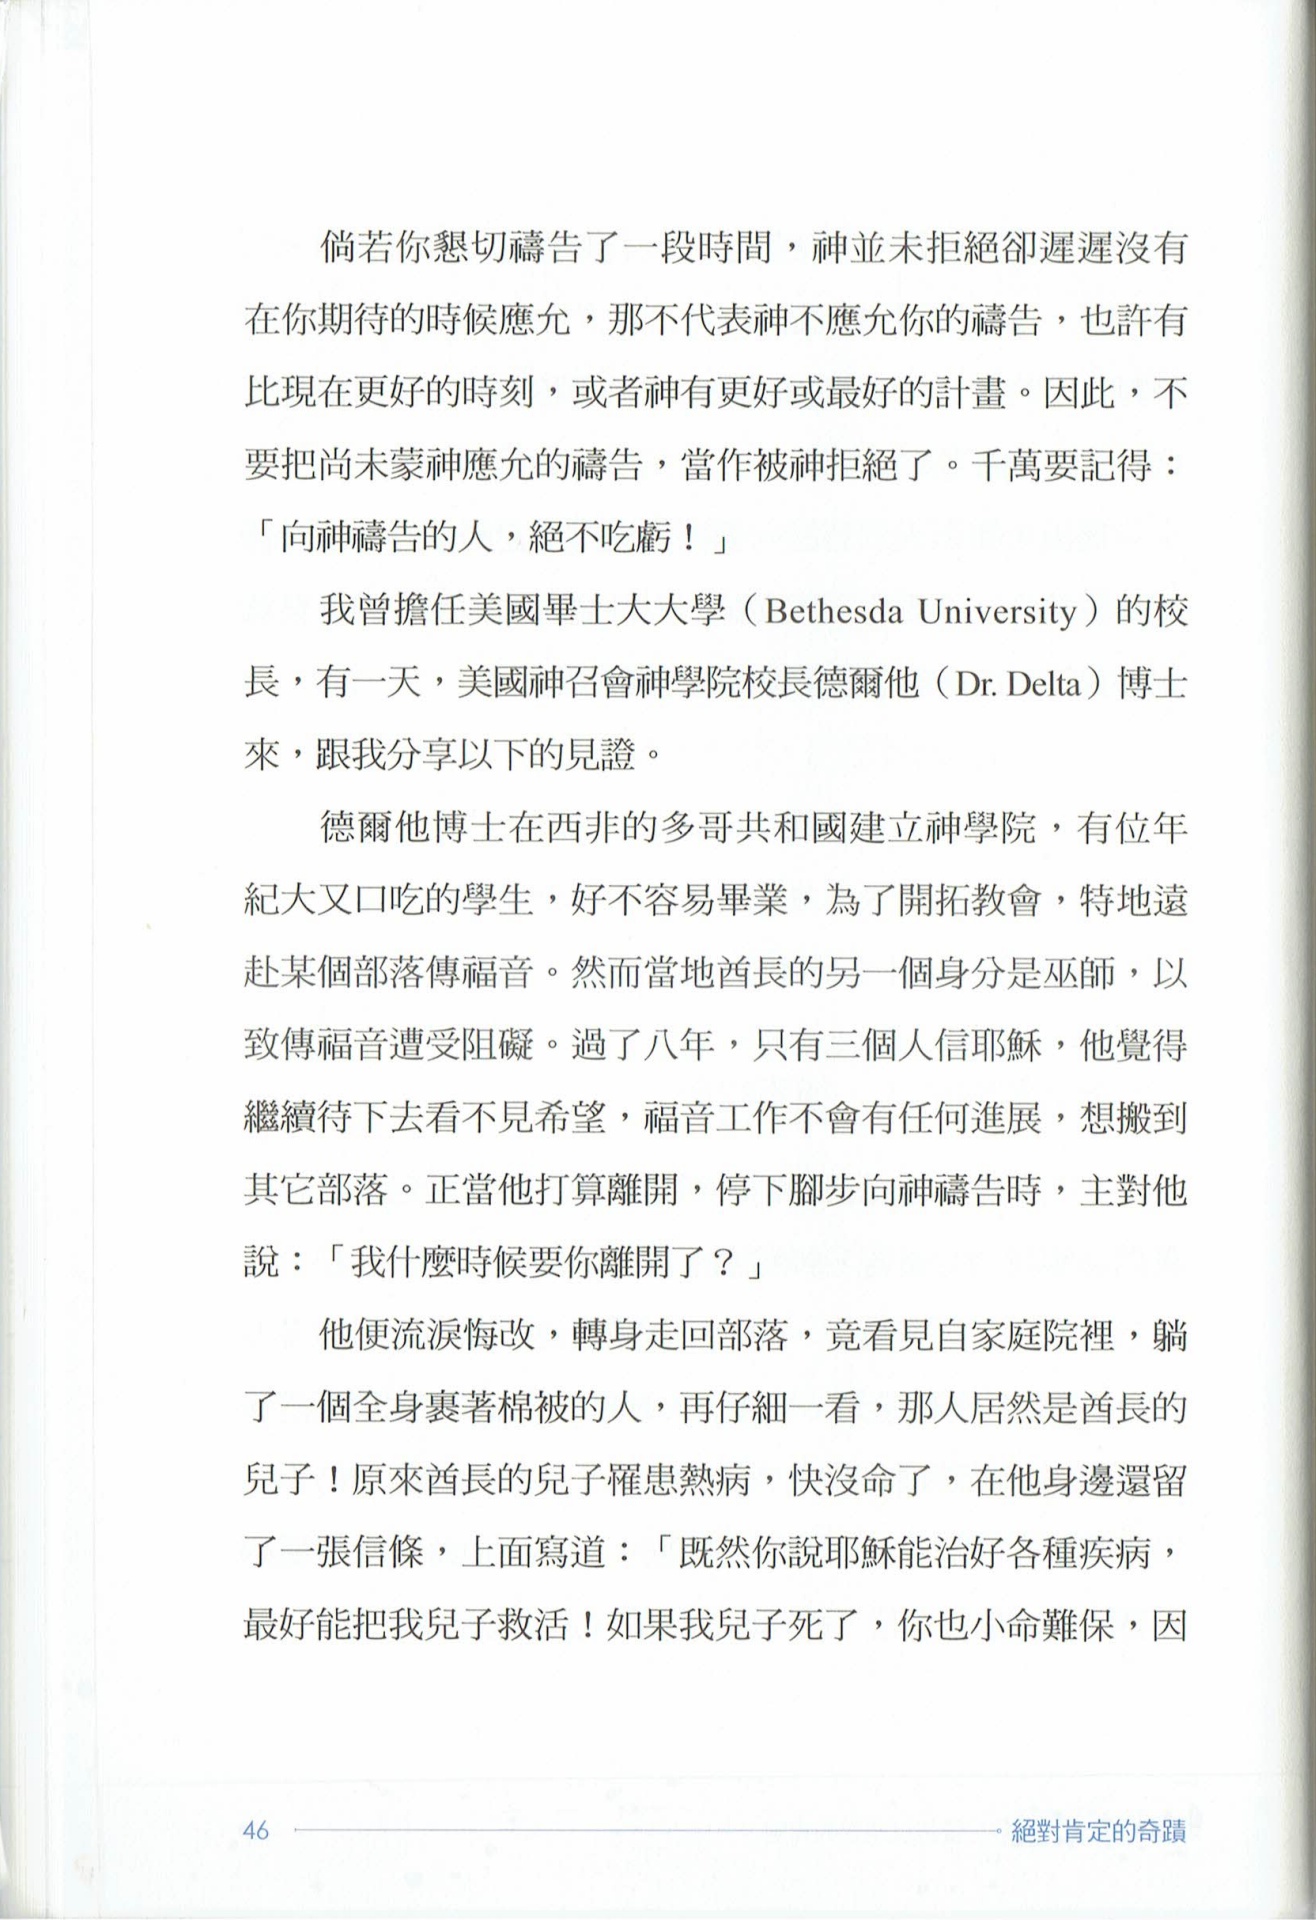 倘若你懇切禱告了一段時間，神並未拒絕卻遲遲沒有
在你期待的時候應允，那不代表神不應允你的禱告，也許有
比現在更好的時刻，或者神有更好或最好的計畫。因此，不
要把尚未蒙神應允的禱告，當作被神拒絕了。千萬要記得：
「向神禱告的人，絕不吃虧！」
我曾擔任美國畢士大大學（Bethesda University）的校
長，有一天，美國神召會神學院校長德爾他（Dr. Delta）博士
來，跟我分享以下的見證。
德爾他博士在西非的多哥共和國建立神學院，有位年
紀大又口吃的學生，好不容易畢業，為了開拓教會，特地遠
赴某個部落傳福音。然而當地酋長的另一個身分是巫師，以
致傳福音遭受阻礙。過了八年，只有三個人信耶穌，他覺得
繼續待下去看不見希望，福音工作不會有任何進展，想搬到
其它部落。正當他打算離開，停下腳步向神禱告時，主對他
說：「我什麼時候要你離開了？」
他便流淚悔改，轉身走回部落，竟看見自家庭院裡，躺
了一個全身裹著棉被的人，再仔細一看，那人居然是酋長的
兒子！原來酋長的兒子罹患熱病，快沒命了，在他身邊還留
了一張信條，上面寫道：「既然你說耶穌能治好各種疾病，
最好能把我兒子救活！如果我兒子死了，你也小命難保，因
46 絕對肯定的奇蹟